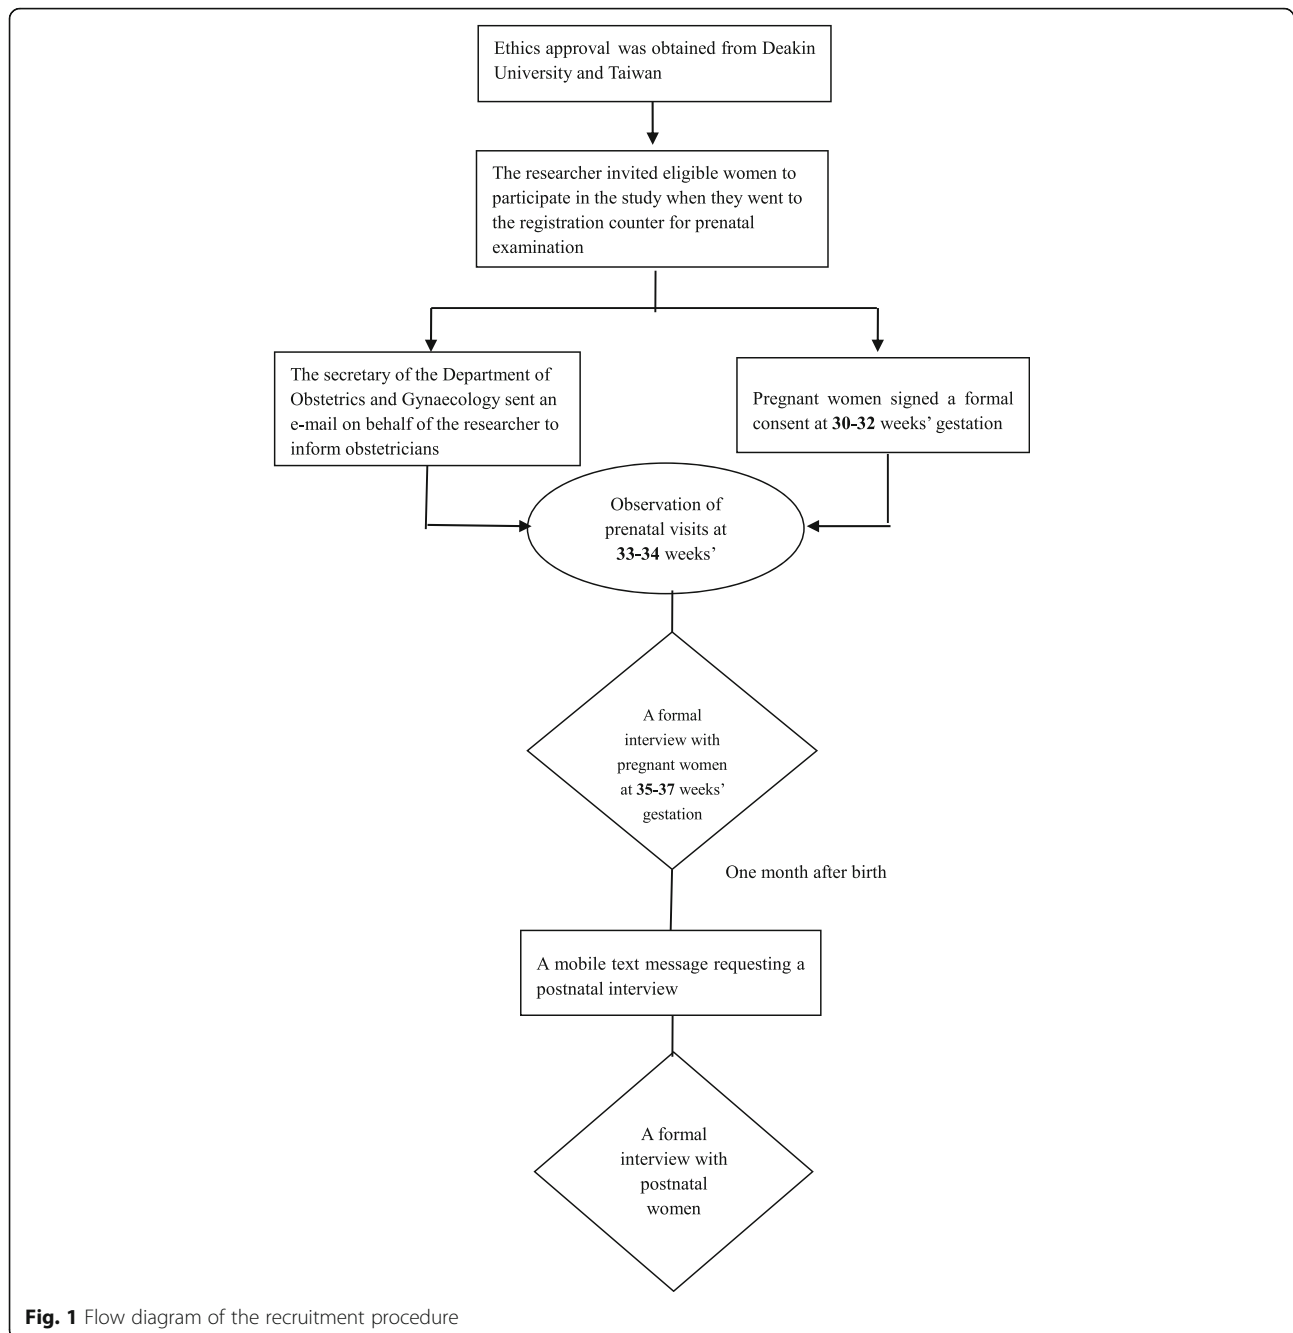 Ethics approval was obtained from Deakin
University and Taiwan
The researcher invited eligible women to
participate in the study when they went to
the registration counter for prenatal
examination
The secretary of the Department of
Obstetrics and Gynaecology sent an
e-mail on behalf of the researcher to
inform obstetricians
Pregnant women signed a formal
consent at 30-32 weeks' gestation
Observation of
prenatal visits at
33-34 weeks'
A formal
interview with
pregnant women
at 35-37 weeks'
gestation
One month after birth
A mobile text message requesting a
postnatal interview
A formal
interview with
postnatal
women
Fig. 1 Flow diagram of the recruitment procedure